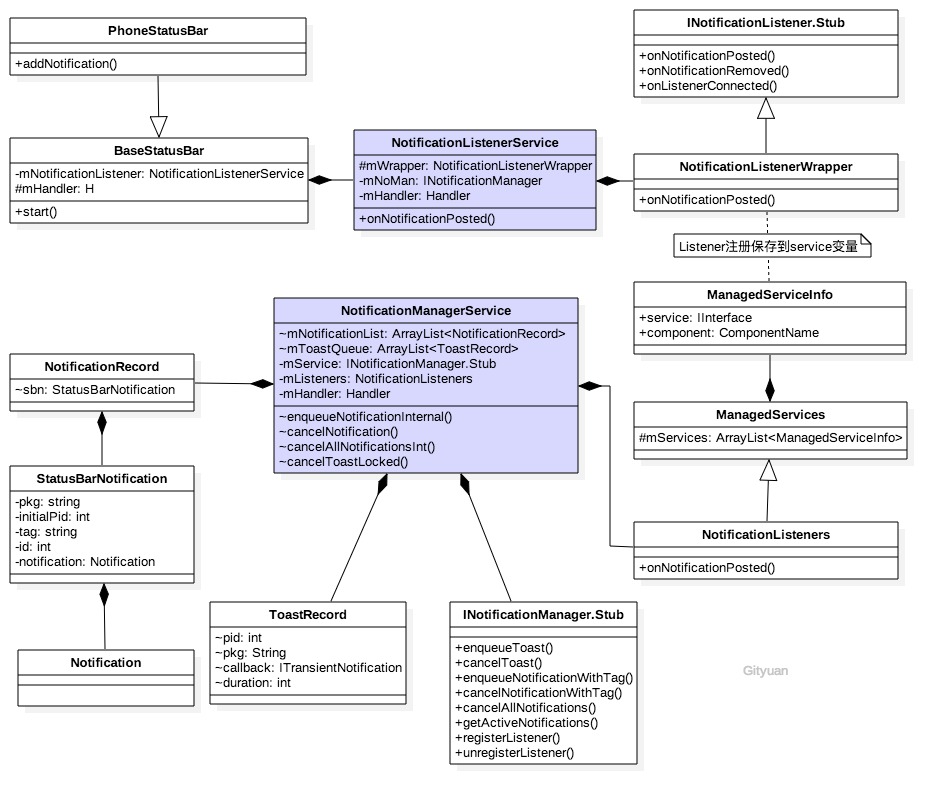 PhoneStatusBar
+addNotification()
INotificationListener.Stub
+onNotificationPosted()
+onNotificationRemoved()
+onListenerConnected()
BaseStatusBar
-mNotificationListener: NotificationListenerService
#mHandler: H
+start()
NotificationListenerService
#mWrapper: NotificationListenerWrapper
-mNoMan: INotificationManager
-mHandler: Handler
+onNotificationPosted()
NotificationListenerWrapper
+onNotificationPosted()
Listener注册保存到service变量
ManagedServiceInfo
+service: IInterface
+component: ComponentName
NotificationManagerService
~mNotificationList: ArrayList<NotificationRecord>
~mToastQueue: ArrayList<ToastRecord>
-mService: INotificationManager.Stub
-mListeners: NotificationListeners
-mHandler: Handler
~enqueueNotificationInternal()
~cancelNotification()
~cancelAllNotificationsInt()
~cancelToastLocked()
NotificationRecord
~sbn: StatusBarNotification
ManagedServices
#mServices: ArrayList<ManagedServiceInfo>
StatusBarNotification
-pkg: string
-initialPid: int
-tag: string
-id: int
-notification: Notification
NotificationListeners
+onNotificationPosted()
Notification
ToastRecord
~pid: int
~pkg: String
~callback: ITransientNotification
~duration: int
INotificationManager.Stub
+enqueueToast()
+cancelToast()
+enqueueNotificationWithTag()
+cancelNotificationWithTag()
+cancelAllNotifications()
+getActiveNotifications()
+registerListener()
+unregisterListener()
Gityuan